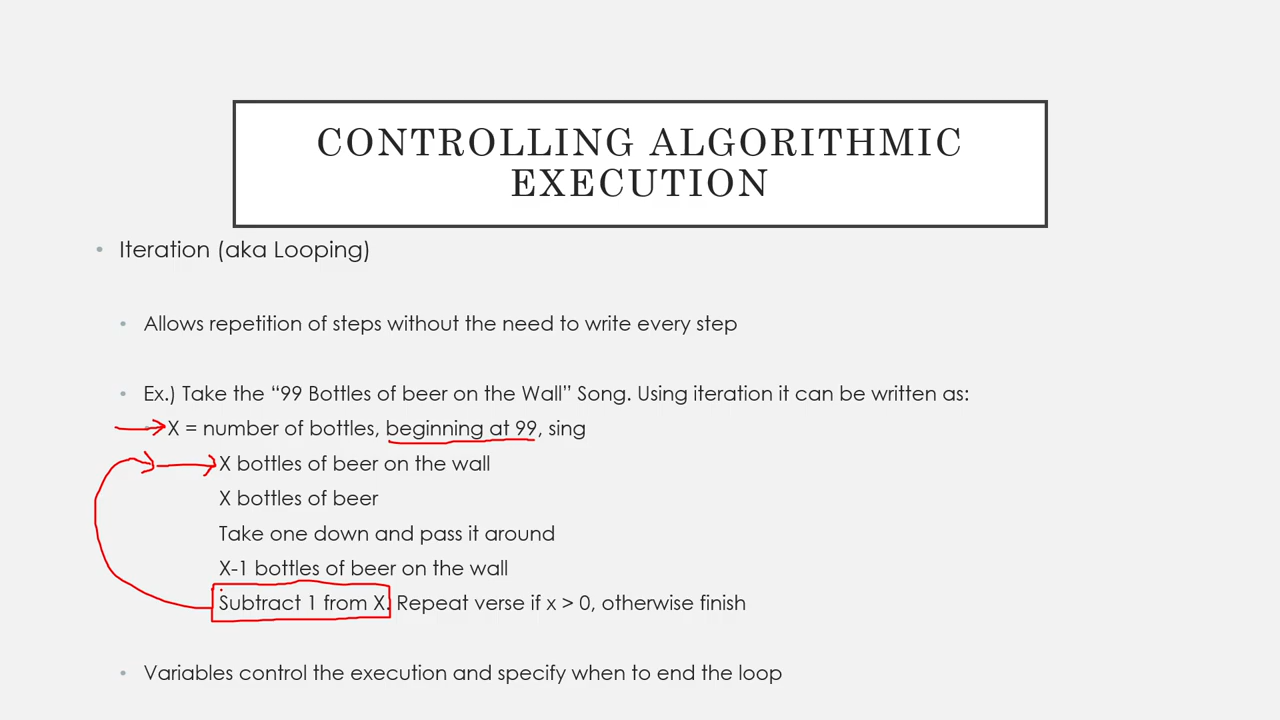 CONTROLLING ALGORITHMIC
EXECUTION
• Iteration (aka Looping)
• Allows repetition of steps without the need to write every step
• Ex.) Take the “99 Bottles of beer on the Wall” Song. Using iteration it can be written as:
X = number of bottles, beginning at 99, sing
X bottles of beer on the wall
X bottles of beer
Take one down and pass it around
X-1 bottles of beer on the wall
Subtract 1 from X. Repeat verse if x > 0, otherwise finish
• Variables control the execution and specify when to end the loop